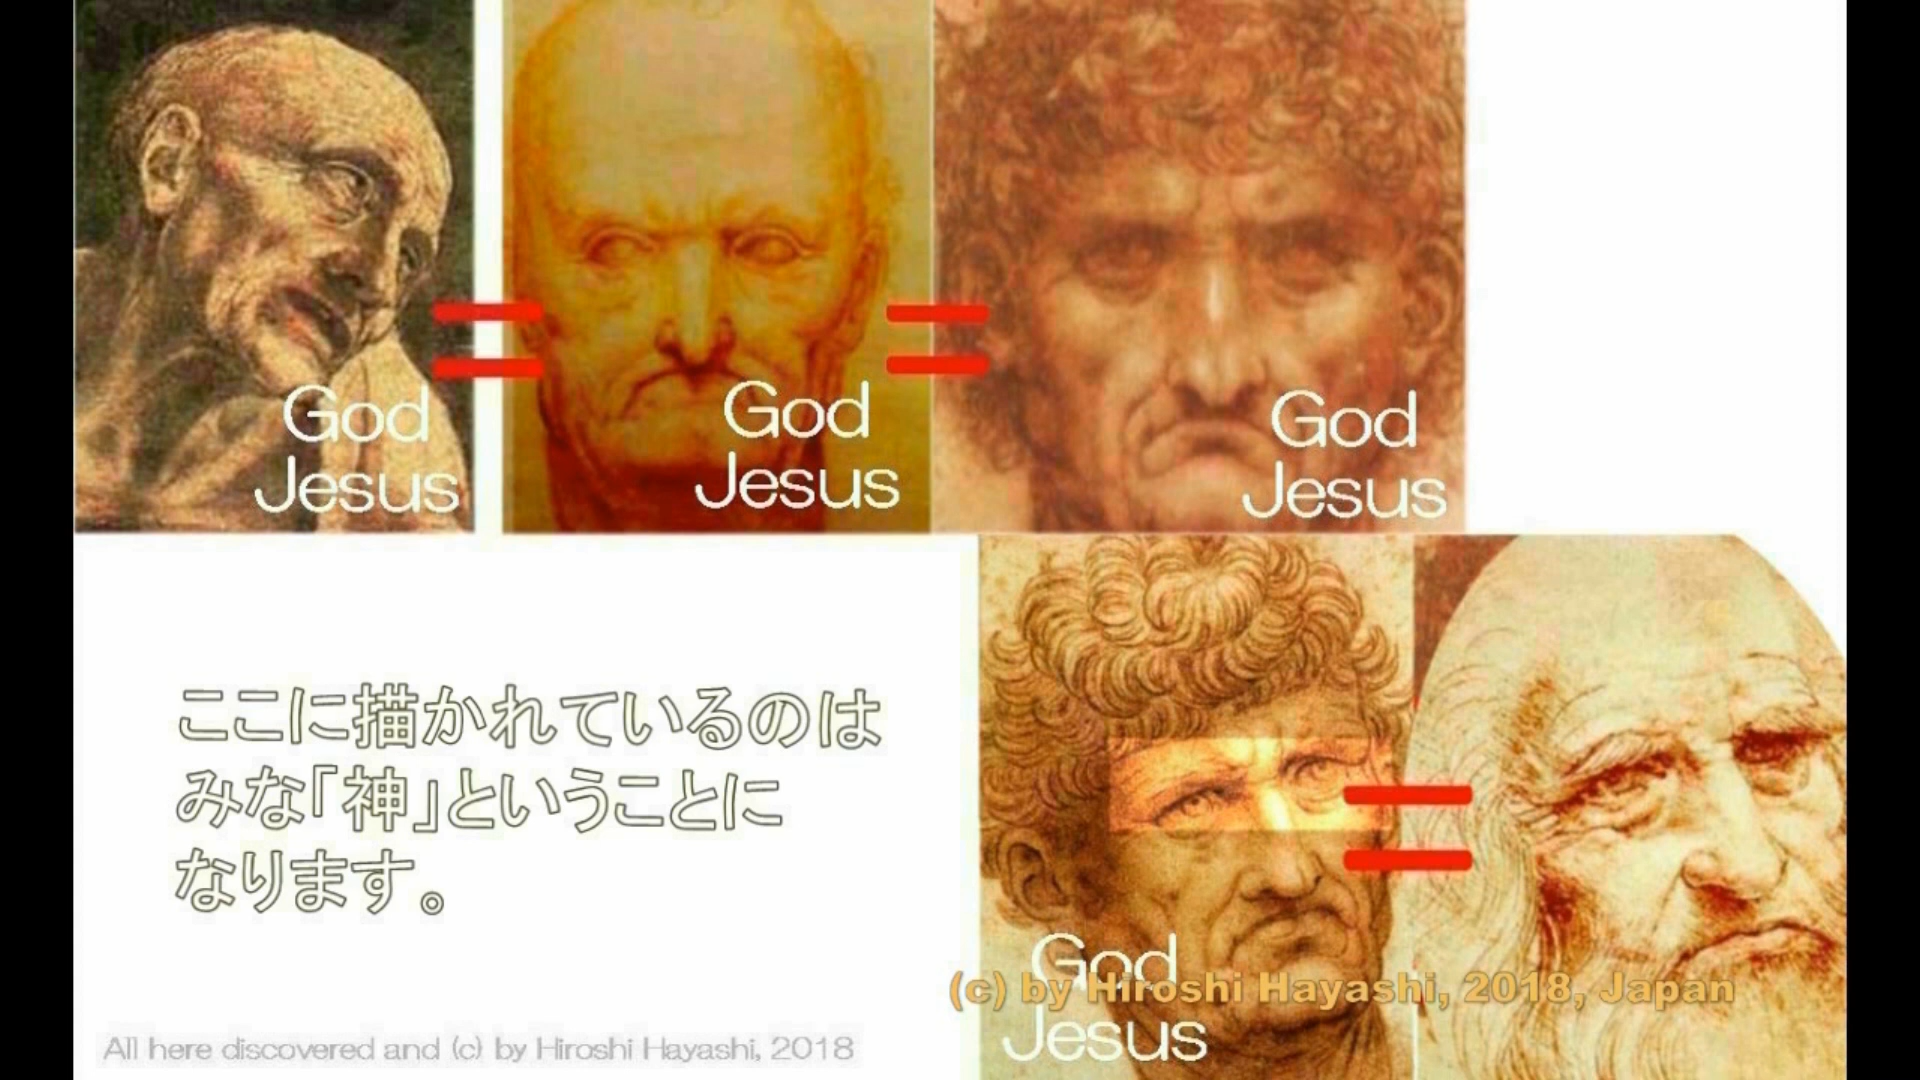 God
Jesus
God
Jesus
God
Jesus
ここに描かれているのは
みな「神」ということに
なります。
God
Jesus
(c) by Hiroshi Hayashi, 2018, Japan
All here discovered and (c) by Hiroshi Hayashi, 2018